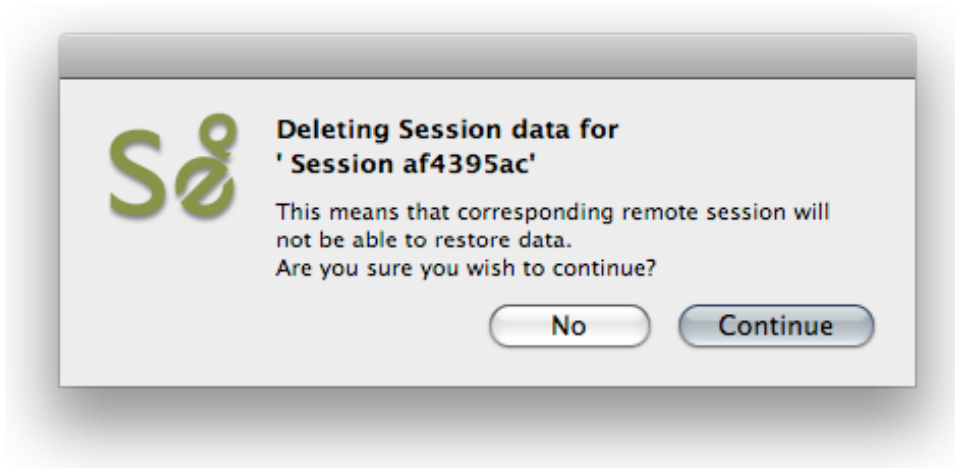 Deleting Session data for
' Session af4395ac'
This means that corresponding remote session will
not be able to restore data.
Are you sure you wish to continue?
No
Continue